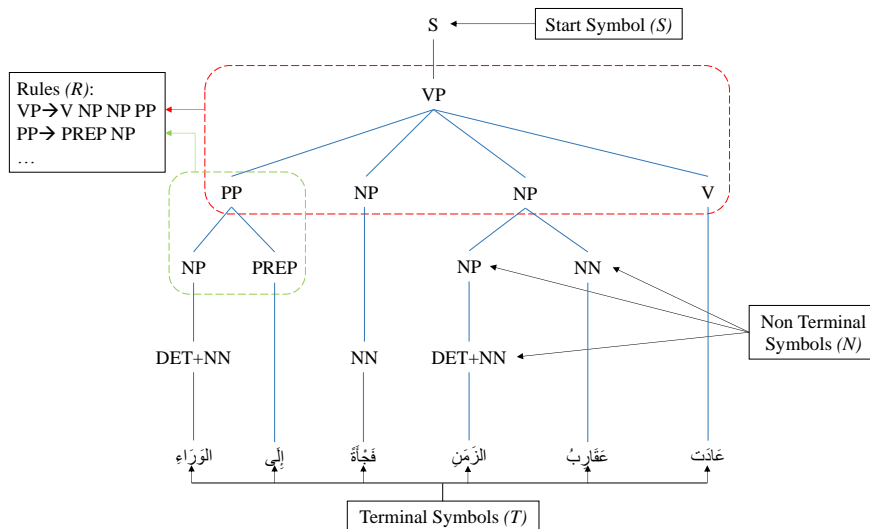 S
Start Symbol (S)
Rules (R):
VP→V NP NP PP
PP→ PREP NP
…
VP
PP NP NP V
NP PREP NP NN
Non Terminal
Symbols (N)
DET+NN NN DET+NN
عَادَت عَقَارِبُ الزَمَنِ فَجْأَةً إِلَى الوَرَاءِ
Terminal Symbols (T)